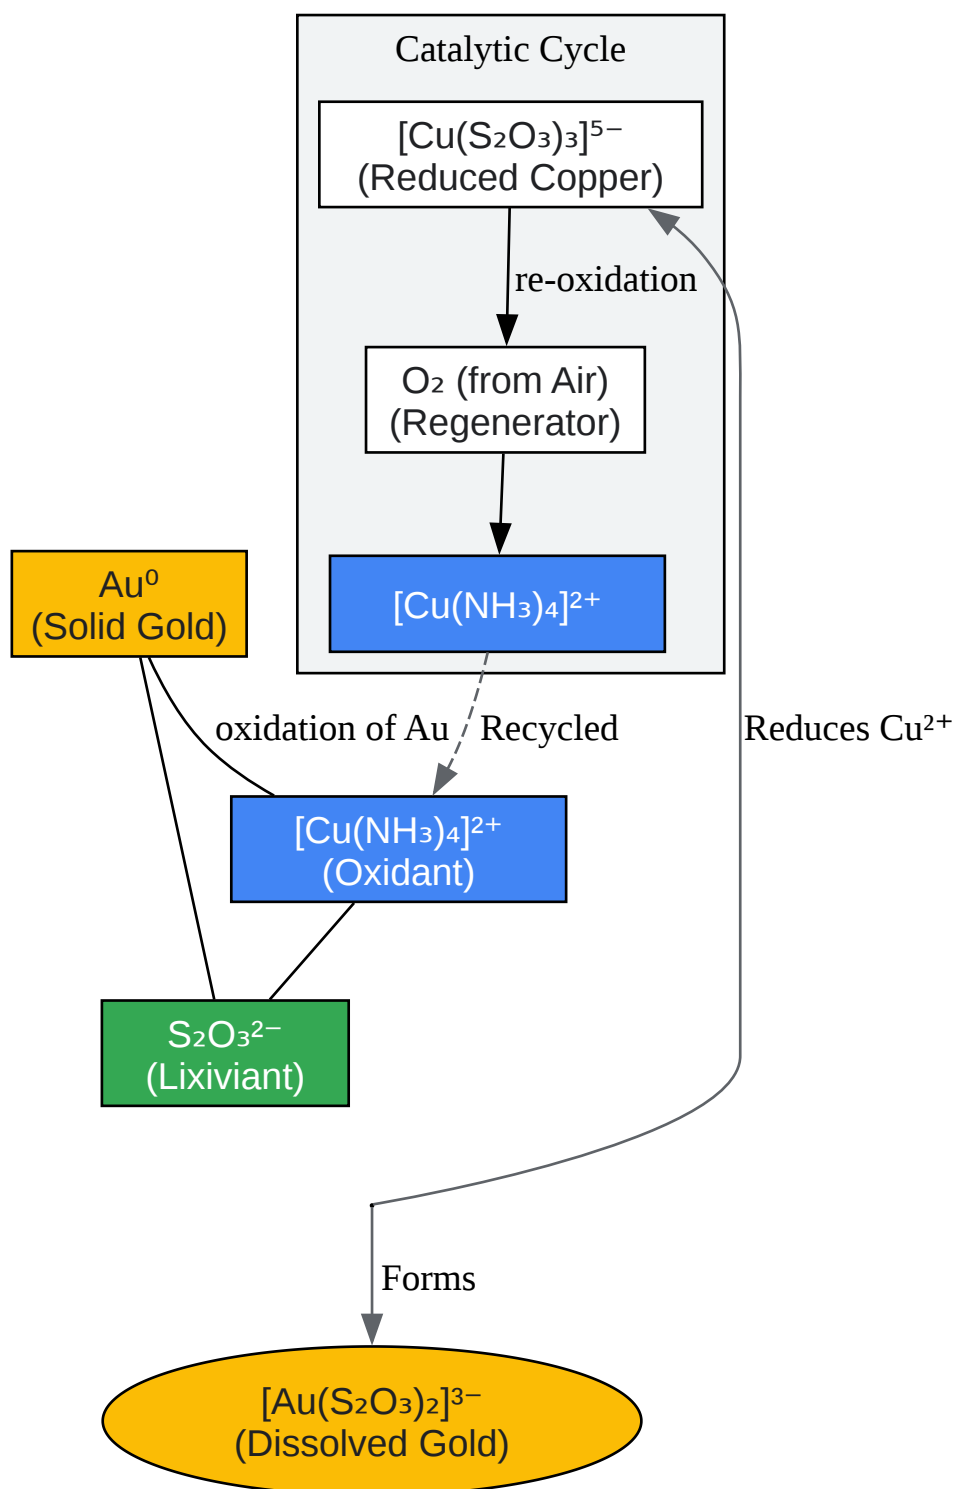 Catalytic Cycle
[Cu(S₂O₃)₃]⁵⁻
(Reduced Copper)
re-oxidation
O₂ (from Air)
(Regenerator)
[Cu(NH₃)₄]²⁺
Au⁰
(Solid Gold)
oxidation of Au
Recycled
Reduces Cu²⁺
[Cu(NH₃)₄]²⁺
(Oxidant)
S₂O₃²⁻
(Lixiviant)
Forms
[Au(S₂O₃)₂]³⁻
(Dissolved Gold)